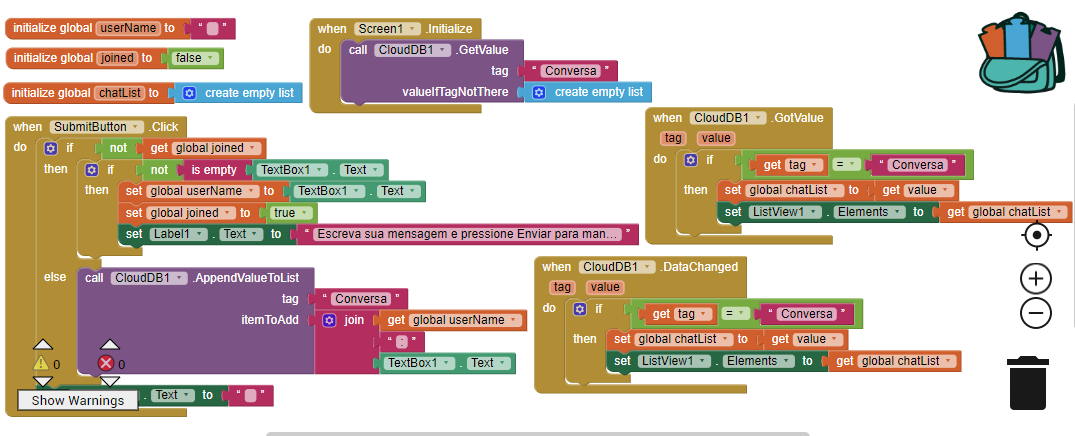 initialize global userName to " "
initialize global joined to false
initialize global chatList to create empty list
when SubmitButton .Click
do if not get global joined
then if not is empty TextBox1 . Text
then set global userName to TextBox1 . Text
set global joined to true
set Label1 . Text to " Escreva sua mensagem e pressione Enviar para man... "
else call CloudDB1 .AppendValueToList
tag " Conversa "
itemToAdd join get global userName
" : "
TextBox1 . Text
. Text to " "
0 0
Show Warnings
when Screen1 .Initialize
do call CloudDB1 .GetValue
tag " Conversa "
valueIfTagNotThere create empty list
when CloudDB1 .GotValue
tag value
do if get tag = " Conversa "
then set global chatList to get value
set ListView1 . Elements to get global chatList
when CloudDB1 .DataChanged
tag value
do if get tag = " Conversa "
then set global chatList to get value
set ListView1 . Elements to get global chatList